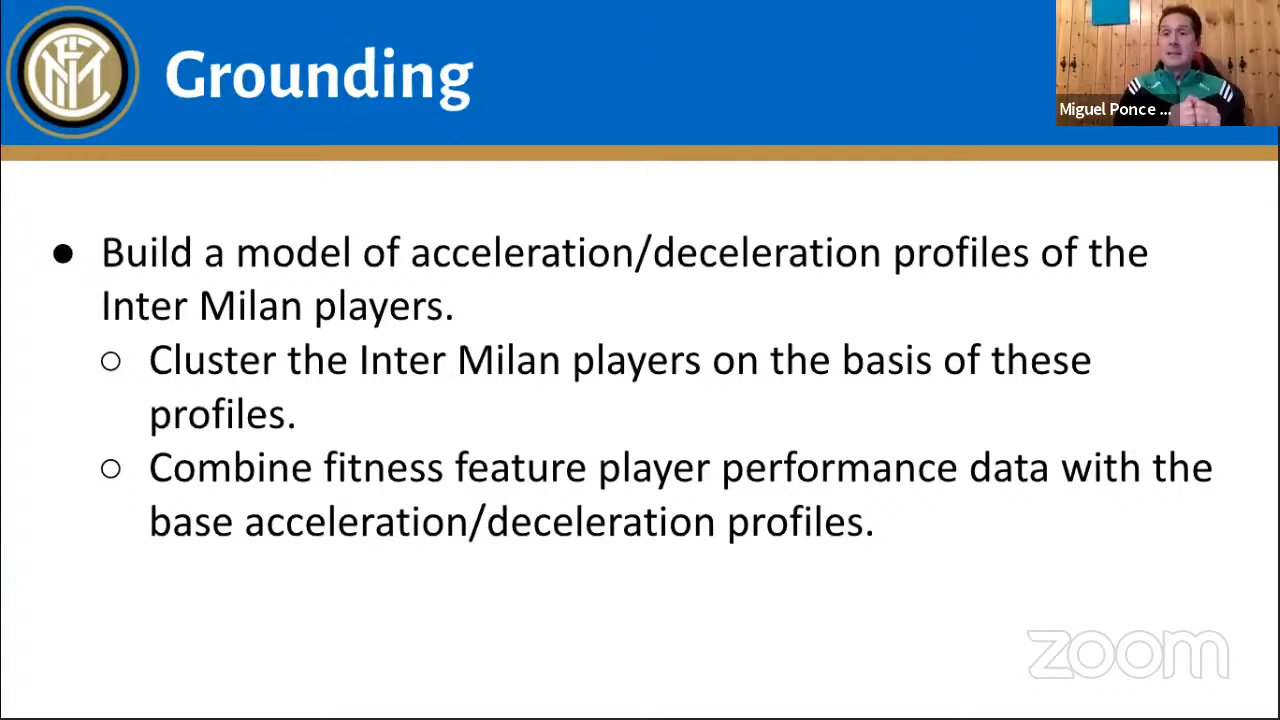 Grounding
Miguel Ponce ...
● Build a model of acceleration/deceleration profiles of the
Inter Milan players.
○ Cluster the Inter Milan players on the basis of these
profiles.
○ Combine fitness feature player performance data with the
base acceleration/deceleration profiles.
zoom